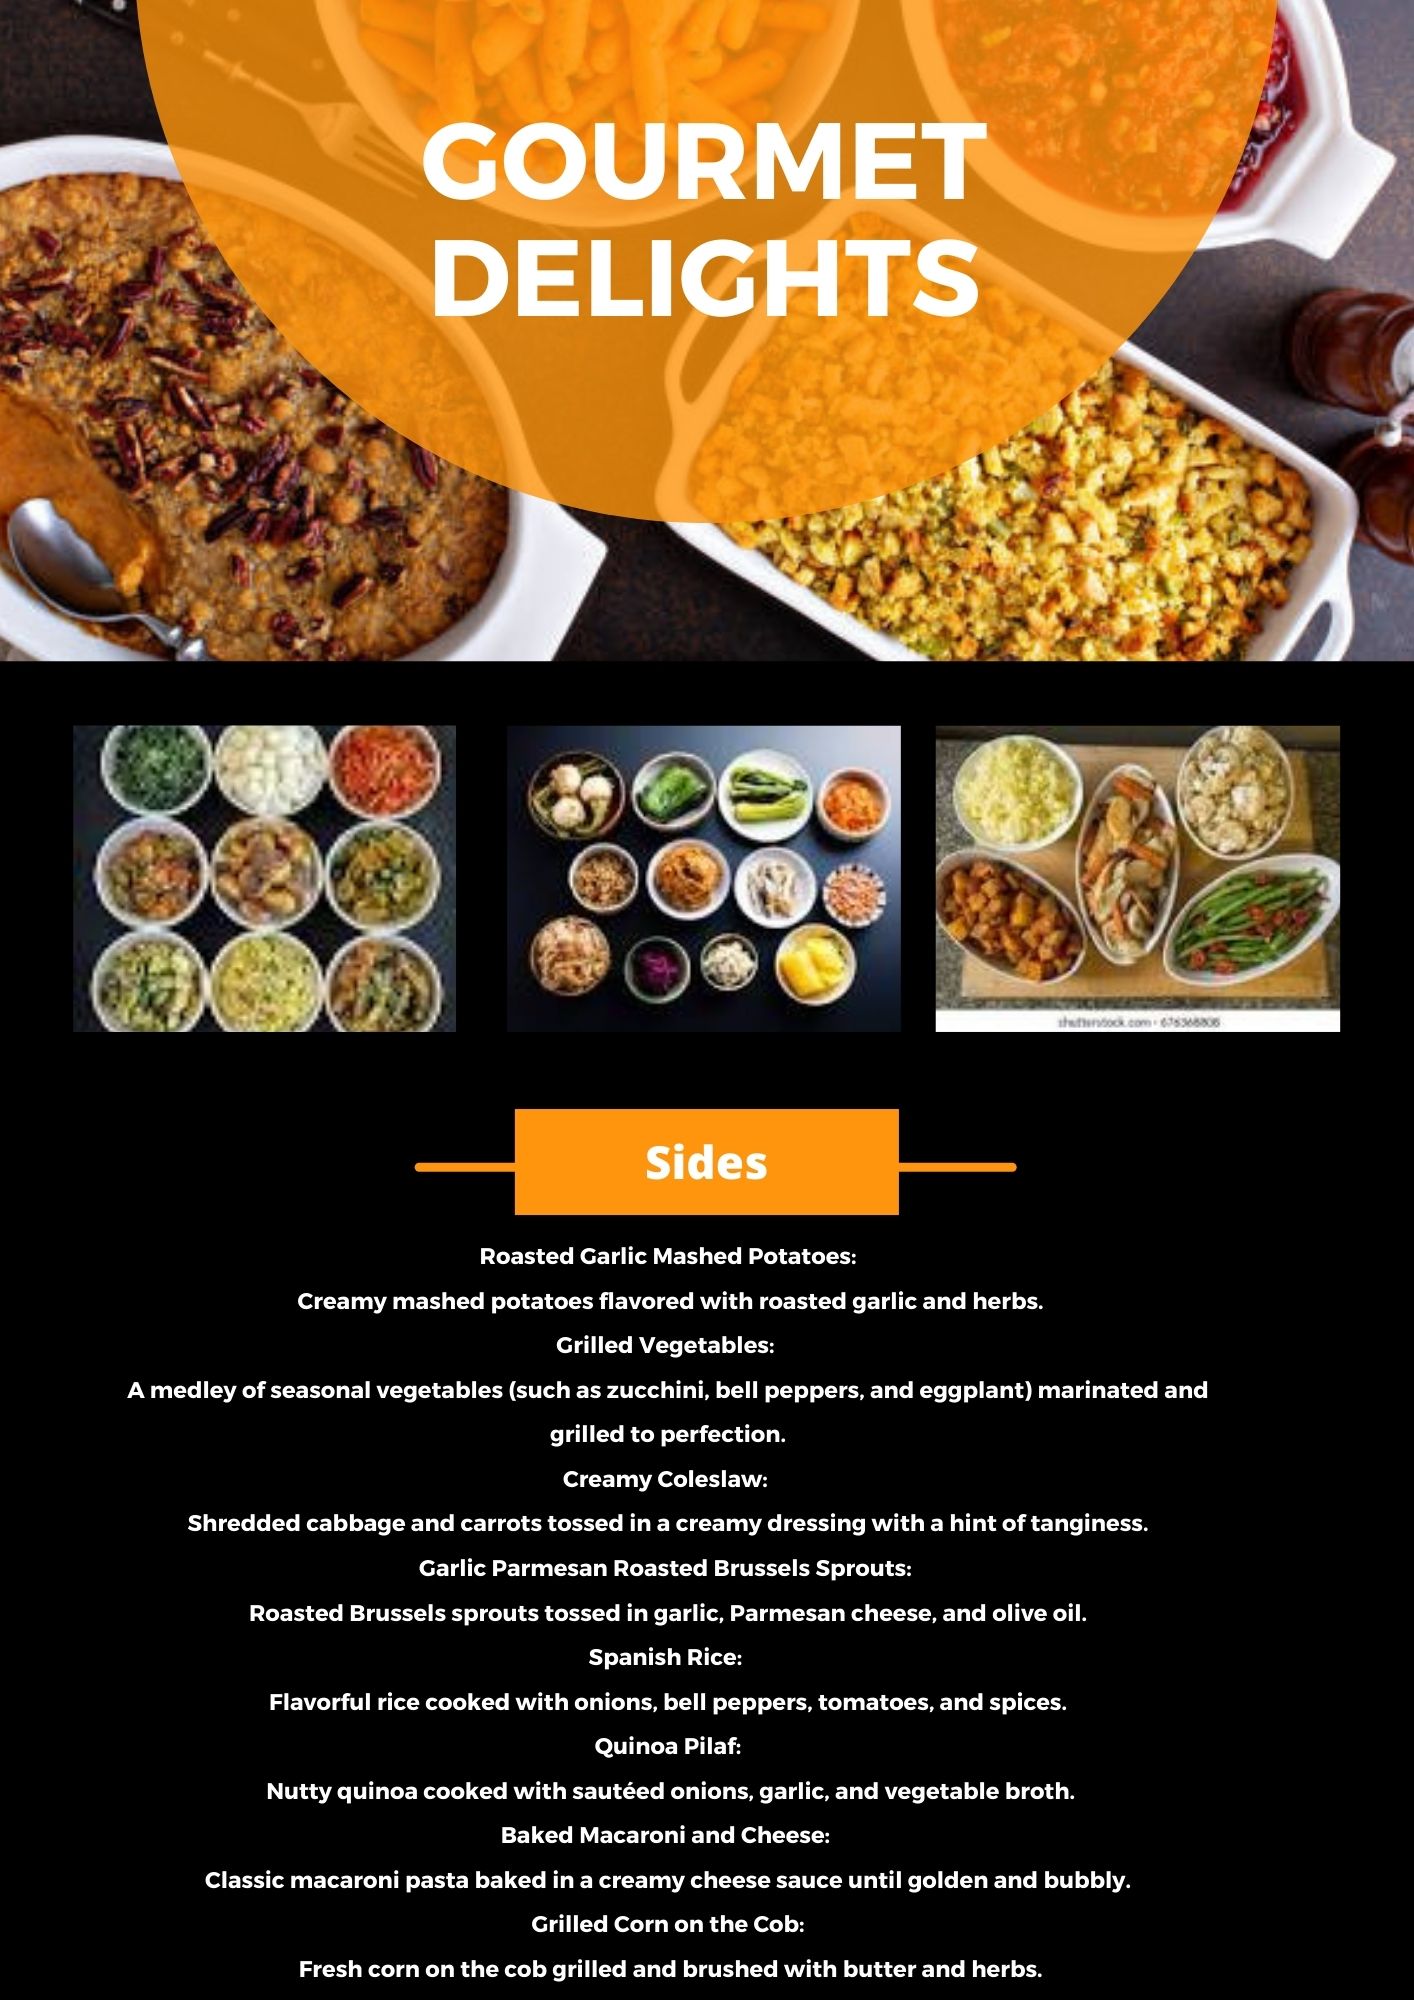 GOURMET
DELIGHTS
shutterstock.com • 676368808
Sides
Roasted Garlic Mashed Potatoes:
Creamy mashed potatoes flavored with roasted garlic and herbs.
Grilled Vegetables:
A medley of seasonal vegetables (such as zucchini, bell peppers, and eggplant) marinated and
grilled to perfection.
Creamy Coleslaw:
Shredded cabbage and carrots tossed in a creamy dressing with a hint of tanginess.
Garlic Parmesan Roasted Brussels Sprouts:
Roasted Brussels sprouts tossed in garlic, Parmesan cheese, and olive oil.
Spanish Rice:
Flavorful rice cooked with onions, bell peppers, tomatoes, and spices.
Quinoa Pilaf:
Nutty quinoa cooked with sautéed onions, garlic, and vegetable broth.
Baked Macaroni and Cheese:
Classic macaroni pasta baked in a creamy cheese sauce until golden and bubbly.
Grilled Corn on the Cob:
Fresh corn on the cob grilled and brushed with butter and herbs.